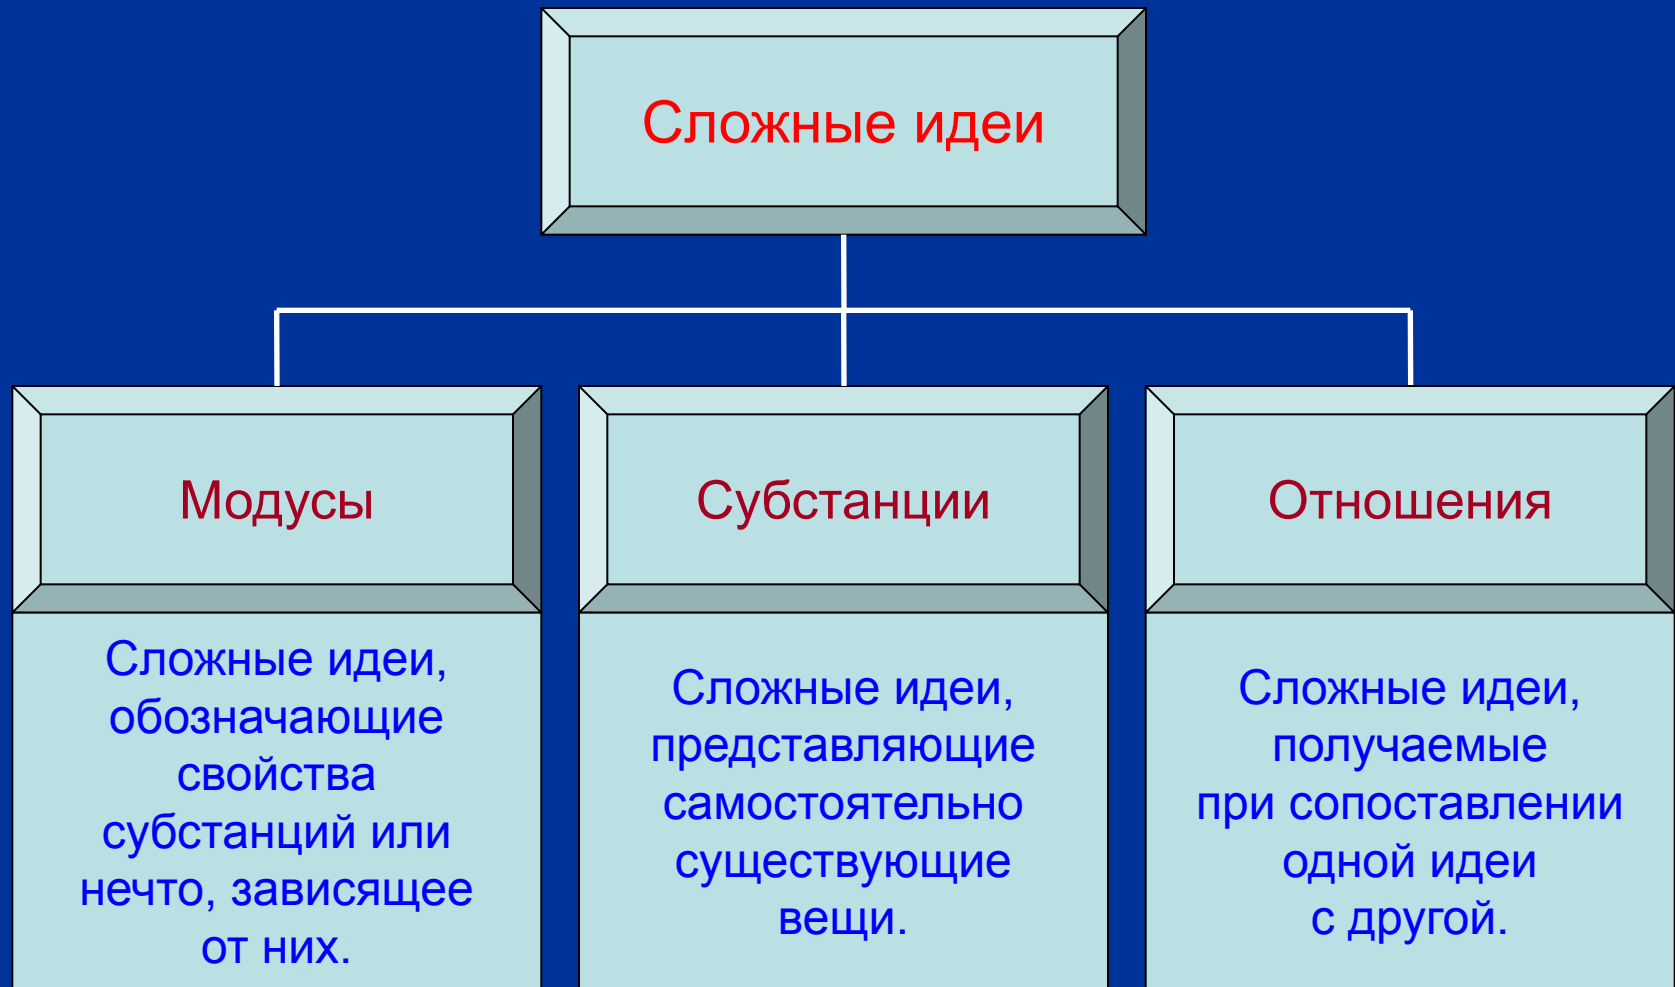 Сложные идеи
Модусы
Субстанции
Отношения
Сложные идеи,
обозначающие
свойства
субстанций или
нечто, зависящее
от них.
Сложные идеи,
представляющие
самостоятельно
существующие
вещи.
Сложные идеи,
получаемые
при сопоставлении
одной идеи
с другой.